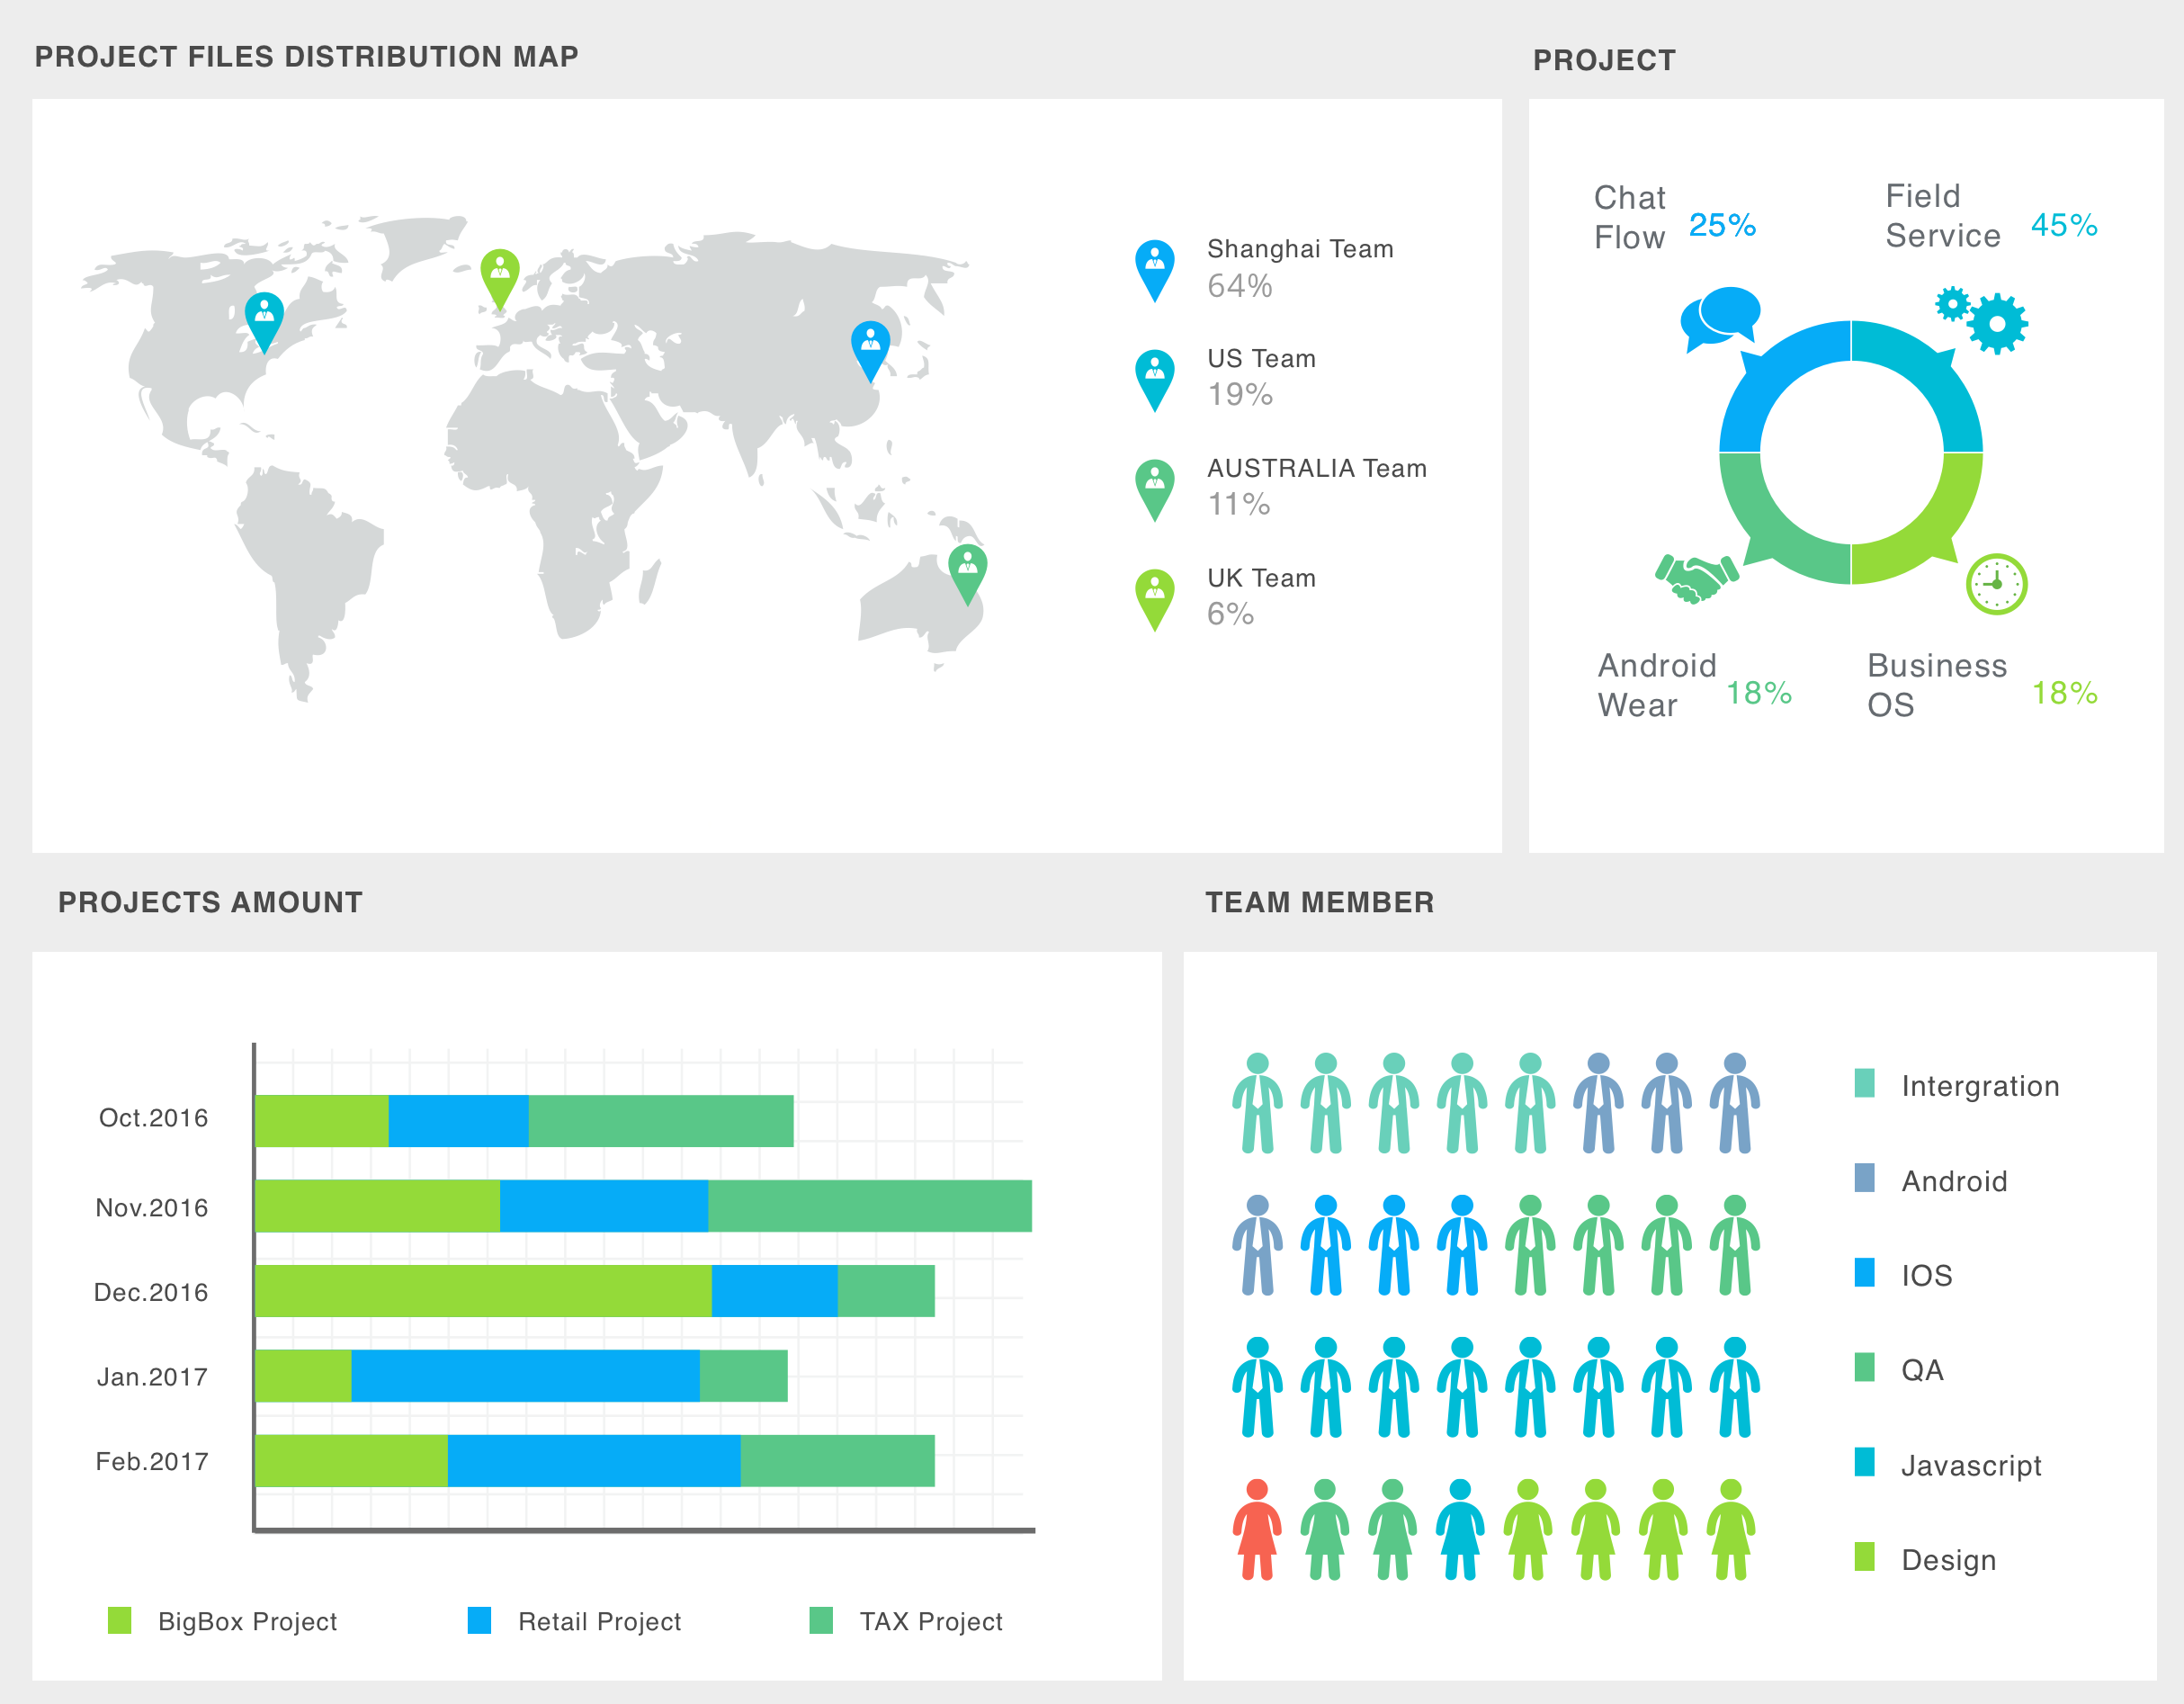 PROJECT FILES DISTRIBUTION MAP
Shanghai Team
64%
US Team
19%
AUSTRALIA Team
11%
UK Team
6%
PROJECT
Chat
Flow
25%
Field
Service
45%
Android
Wear
18%
Business
OS
18%
PROJECTS AMOUNT
Oct.2016
Nov.2016
Dec.2016
Jan.2017
Feb.2017
BigBox Project
Retail Project
TAX Project
TEAM MEMBER
Intergration
Android
IOS
QA
Javascript
Design